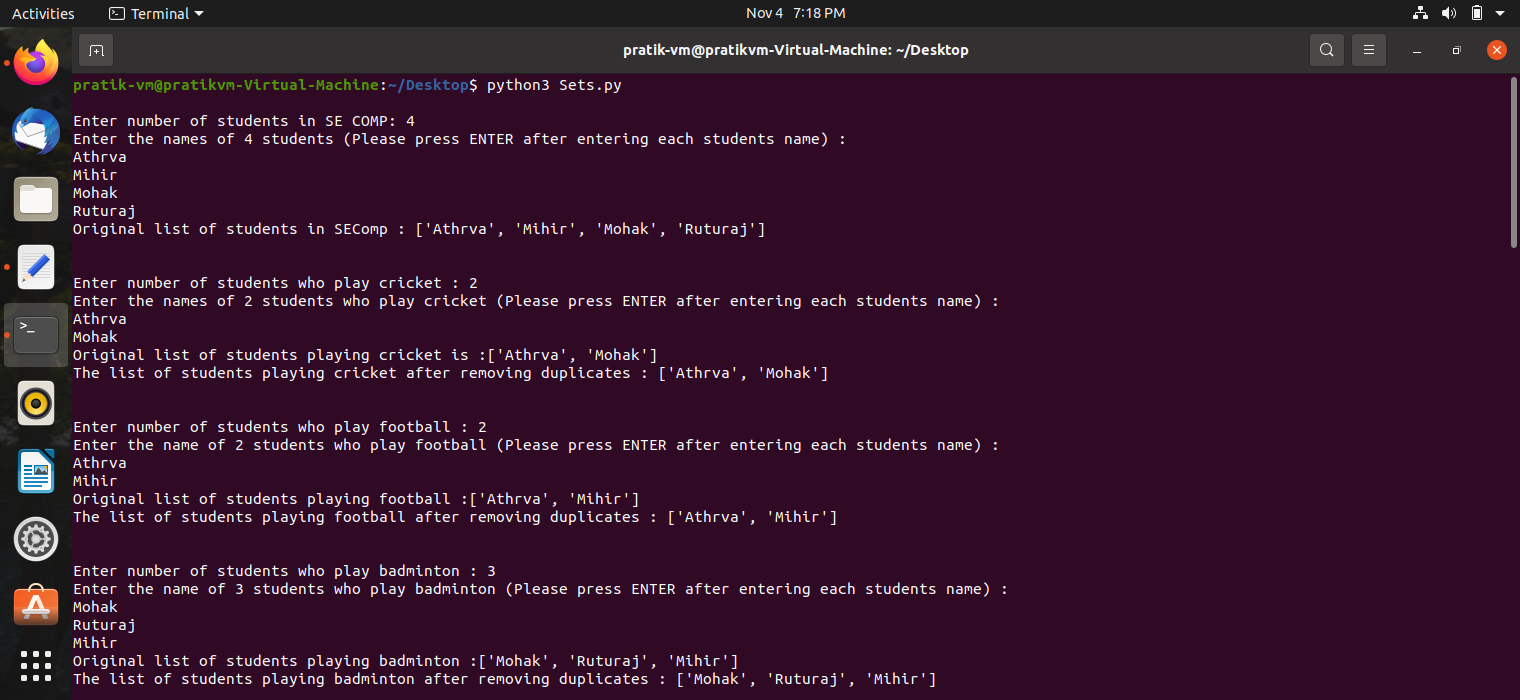 Activities Terminal Nov 4 7:18 PM
pratik-vm@pratikvm-Virtual-Machine: ~/Desktop
pratik-vm@pratikvm-Virtual-Machine:~/Desktop$ python3 Sets.py
Enter number of students in SE COMP: 4
Enter the names of 4 students (Please press ENTER after entering each students name) :
Athrva
Mihir
Mohak
Ruturaj
Original list of students in SEComp : ['Athrva', 'Mihir', 'Mohak', 'Ruturaj']
Enter number of students who play cricket : 2
Enter the names of 2 students who play cricket (Please press ENTER after entering each students name) :
Athrva
Mohak
Original list of students playing cricket is :['Athrva', 'Mohak']
The list of students playing cricket after removing duplicates : ['Athrva', 'Mohak']
Enter number of students who play football : 2
Enter the name of 2 students who play football (Please press ENTER after entering each students name) :
Athrva
Mihir
Original list of students playing football :['Athrva', 'Mihir']
The list of students playing football after removing duplicates : ['Athrva', 'Mihir']
Enter number of students who play badminton : 3
Enter the name of 3 students who play badminton (Please press ENTER after entering each students name) :
Mohak
Ruturaj
Mihir
Original list of students playing badminton :['Mohak', 'Ruturaj', 'Mihir']
The list of students playing badminton after removing duplicates : ['Mohak', 'Ruturaj', 'Mihir']